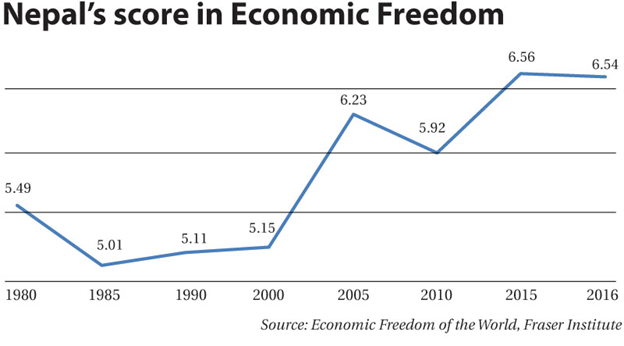 Nepal’s score in Economic Freedom
6.56
6.54
6.23
5.92
5.49
5.15
5.11
5.01
1980 1985 1990 2000 2005 2010 2015 2016
Source: Economic Freedom of the World, Fraser Institute